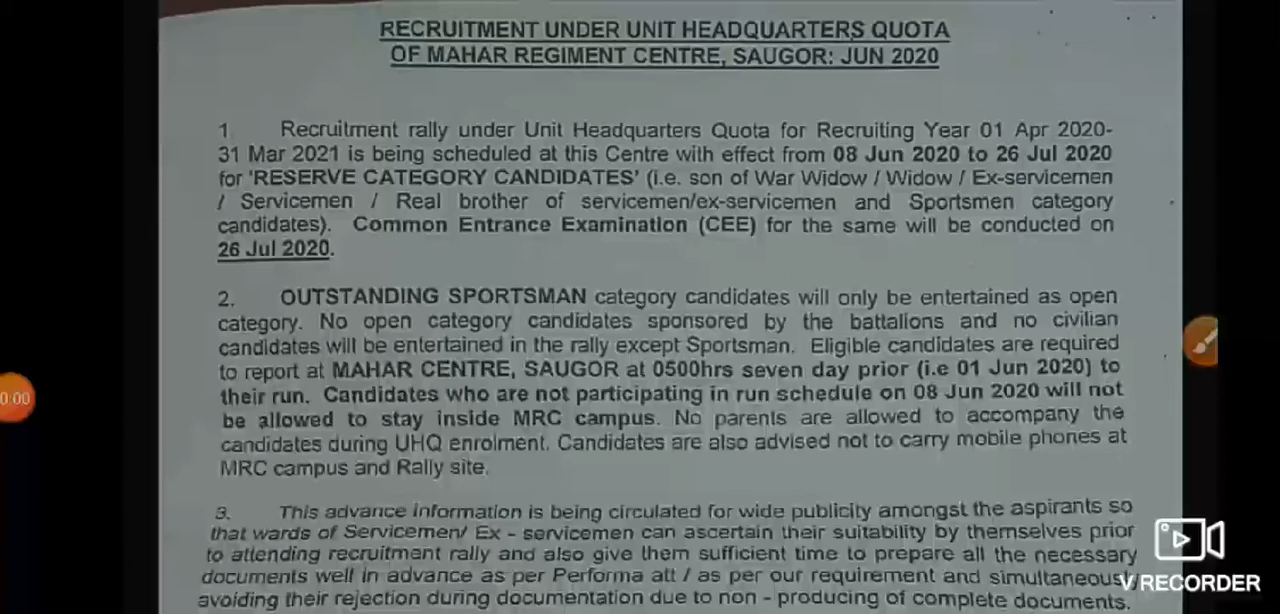 RECRUITMENT UNDER UNIT HEADQUARTERS QUOTA
OF MAHAR REGIMENT CENTRE, SAUGOR: JUN 2020
1. Recruitment rally under Unit Headquarters Quota for Recruiting Year 01 Apr 2020-
31 Mar 2021 is being scheduled at this Centre with effect from 08 Jun 2020 to 26 Jul 2020
for 'RESERVE CATEGORY CANDIDATES' (i.e. son of War Widow / Widow / Ex-servicemen
/ Servicemen / Real brother of servicemen/ex-servicemen and Sportsmen category
candidates). Common Entrance Examination (CEE) for the same will be conducted on
26 Jul 2020.
2. OUTSTANDING SPORTSMAN category candidates will only be entertained as open
category. No open category candidates sponsored by the battalions and no civilian
candidates will be entertained in the rally except Sportsman. Eligible candidates are required
to report at MAHAR CENTRE, SAUGOR at 0500hrs seven day prior (i.e 01 Jun 2020) to
their run. Candidates who are not participating in run schedule on 08 Jun 2020 will not
be allowed to stay inside MRC campus. No parents are allowed to accompany the
candidates during UHQ enrolment. Candidates are also advised not to carry mobile phones at
MRC campus and Rally site.
3. This advance information is being circulated for wide publicity amongst the aspirants so
that wards of Servicemen/ Ex - servicemen can ascertain their suitability by themselves prior
to attending recruitment rally and also give them sufficient time to prepare all the necessary
documents well in advance as per Performa att / as per our requirement and simultaneously
avoiding their rejection during documentation due to non - producing of complete documents.
0:00
V RECORDER